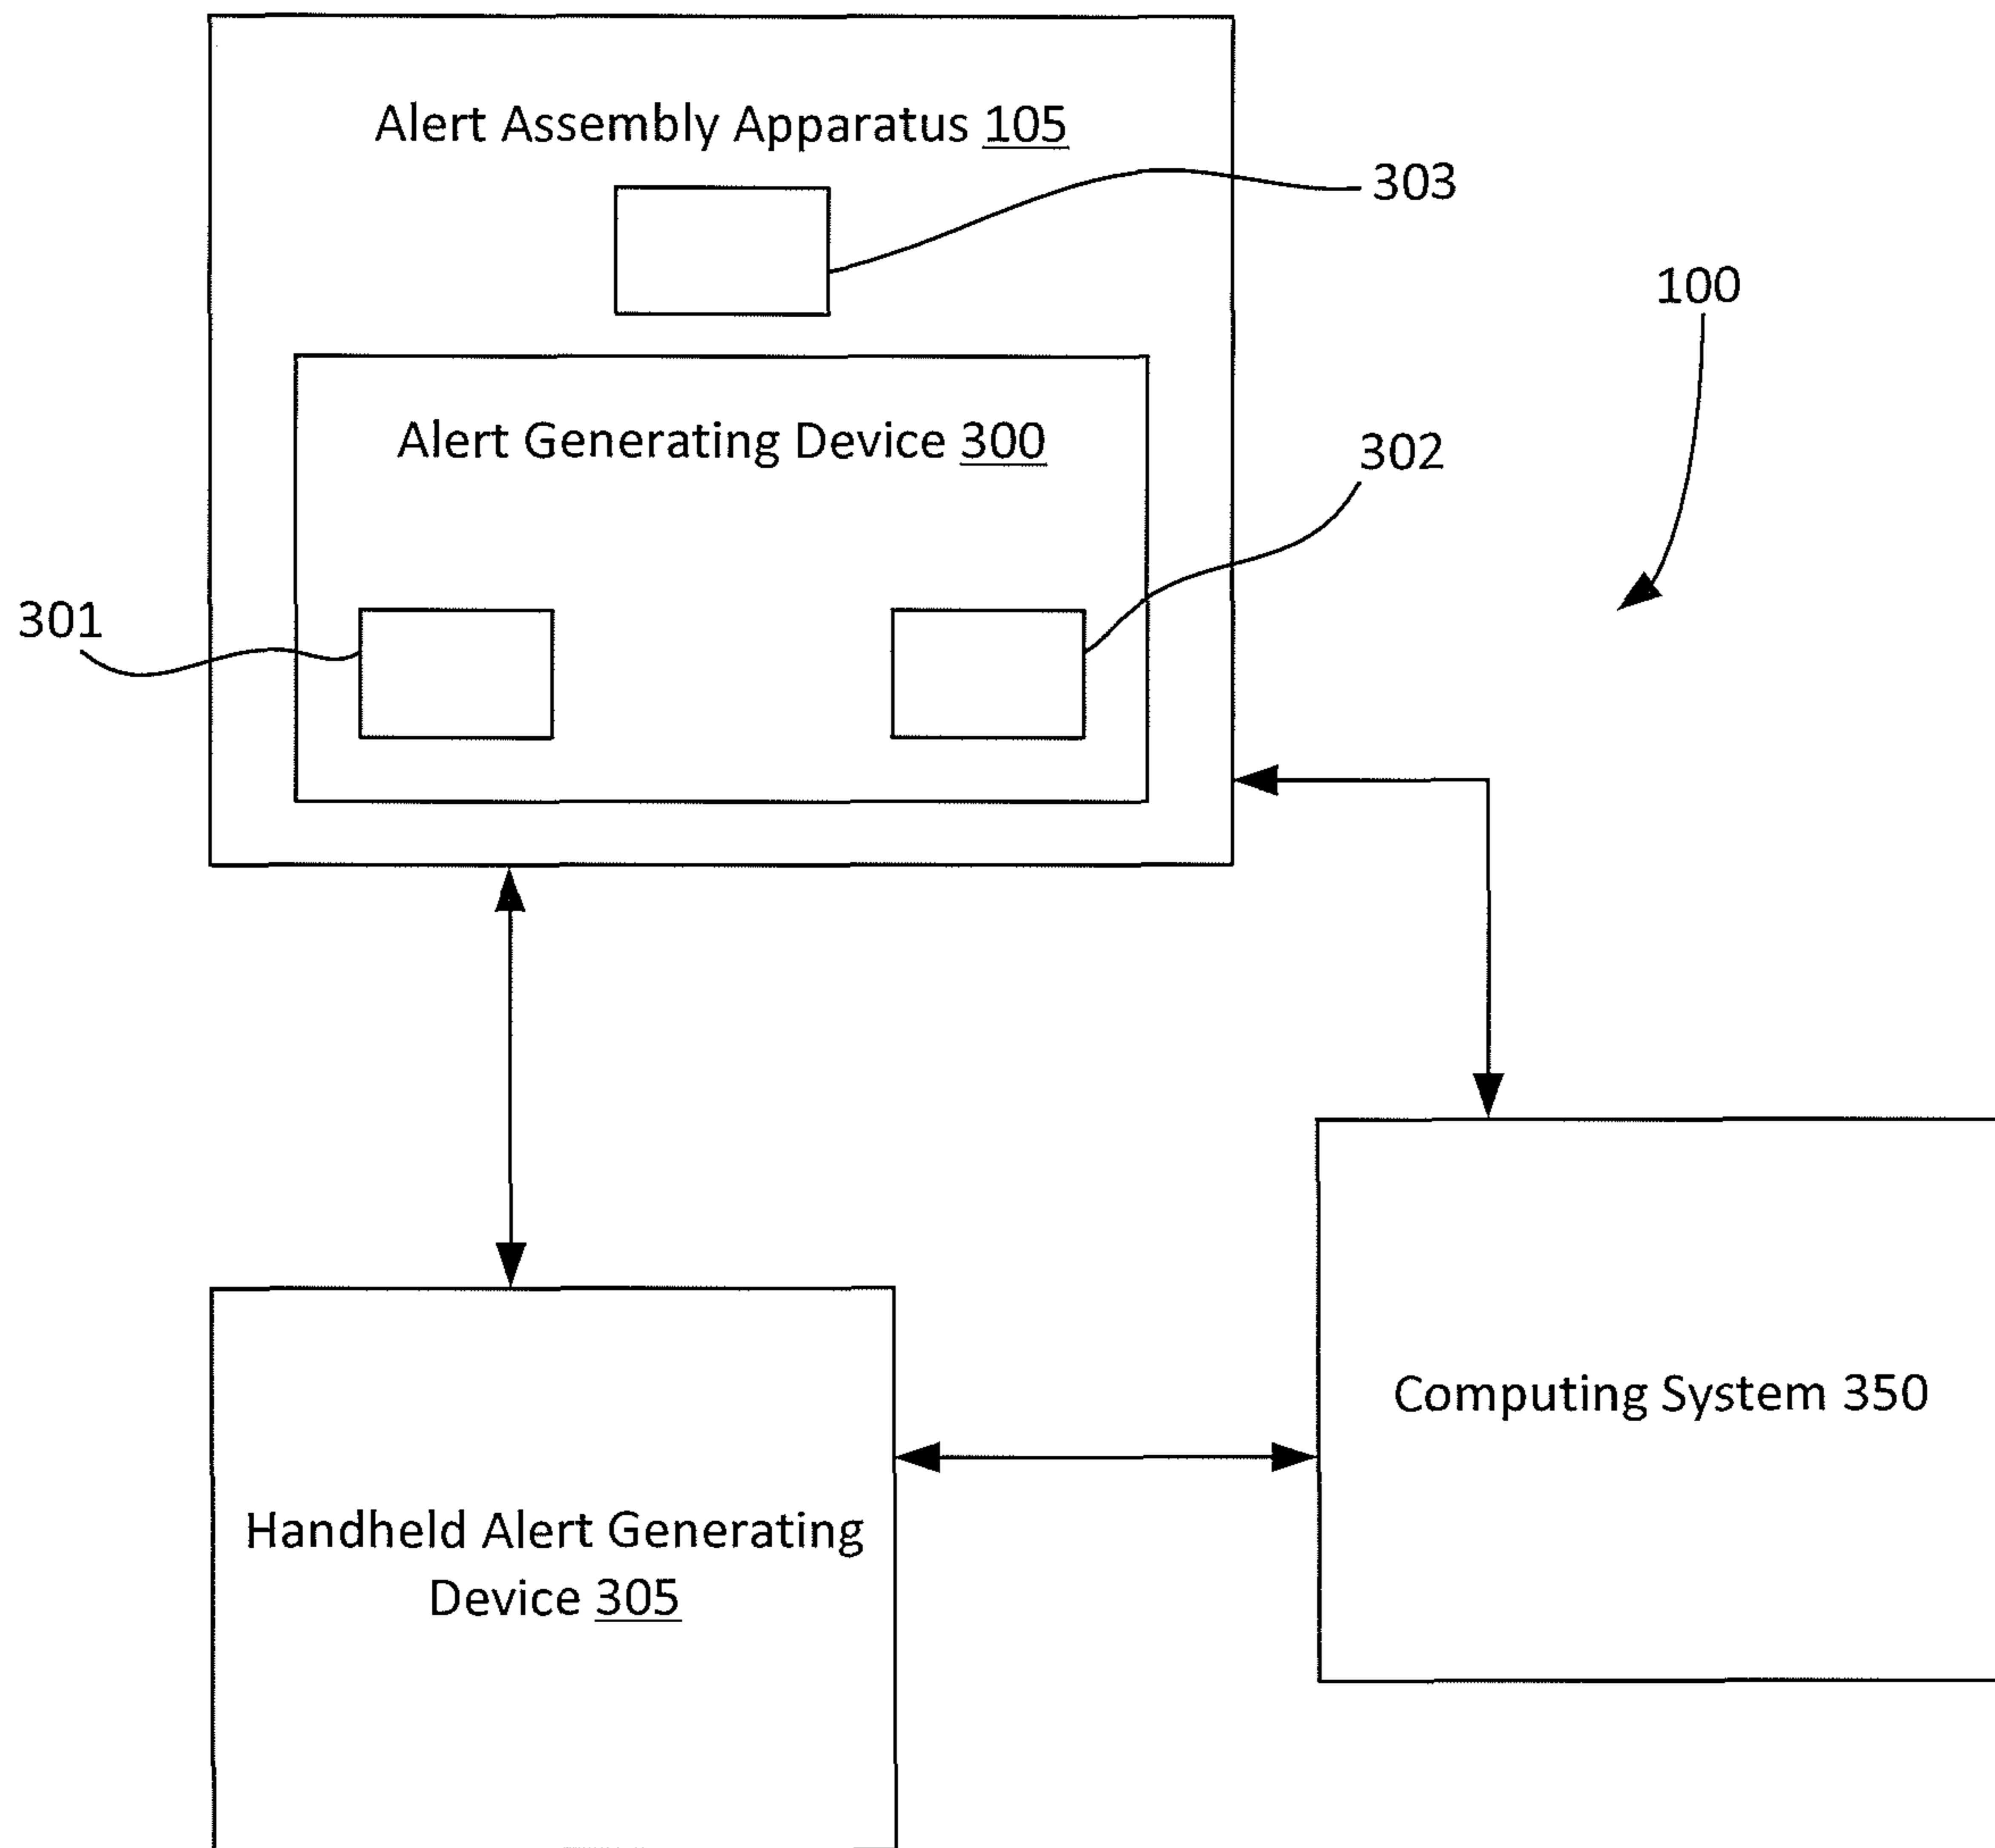 Alert Assembly Apparatus 105
303
100
Alert Generating Device 300
302
301
Computing System 350
Handheld Alert Generating
Device 305